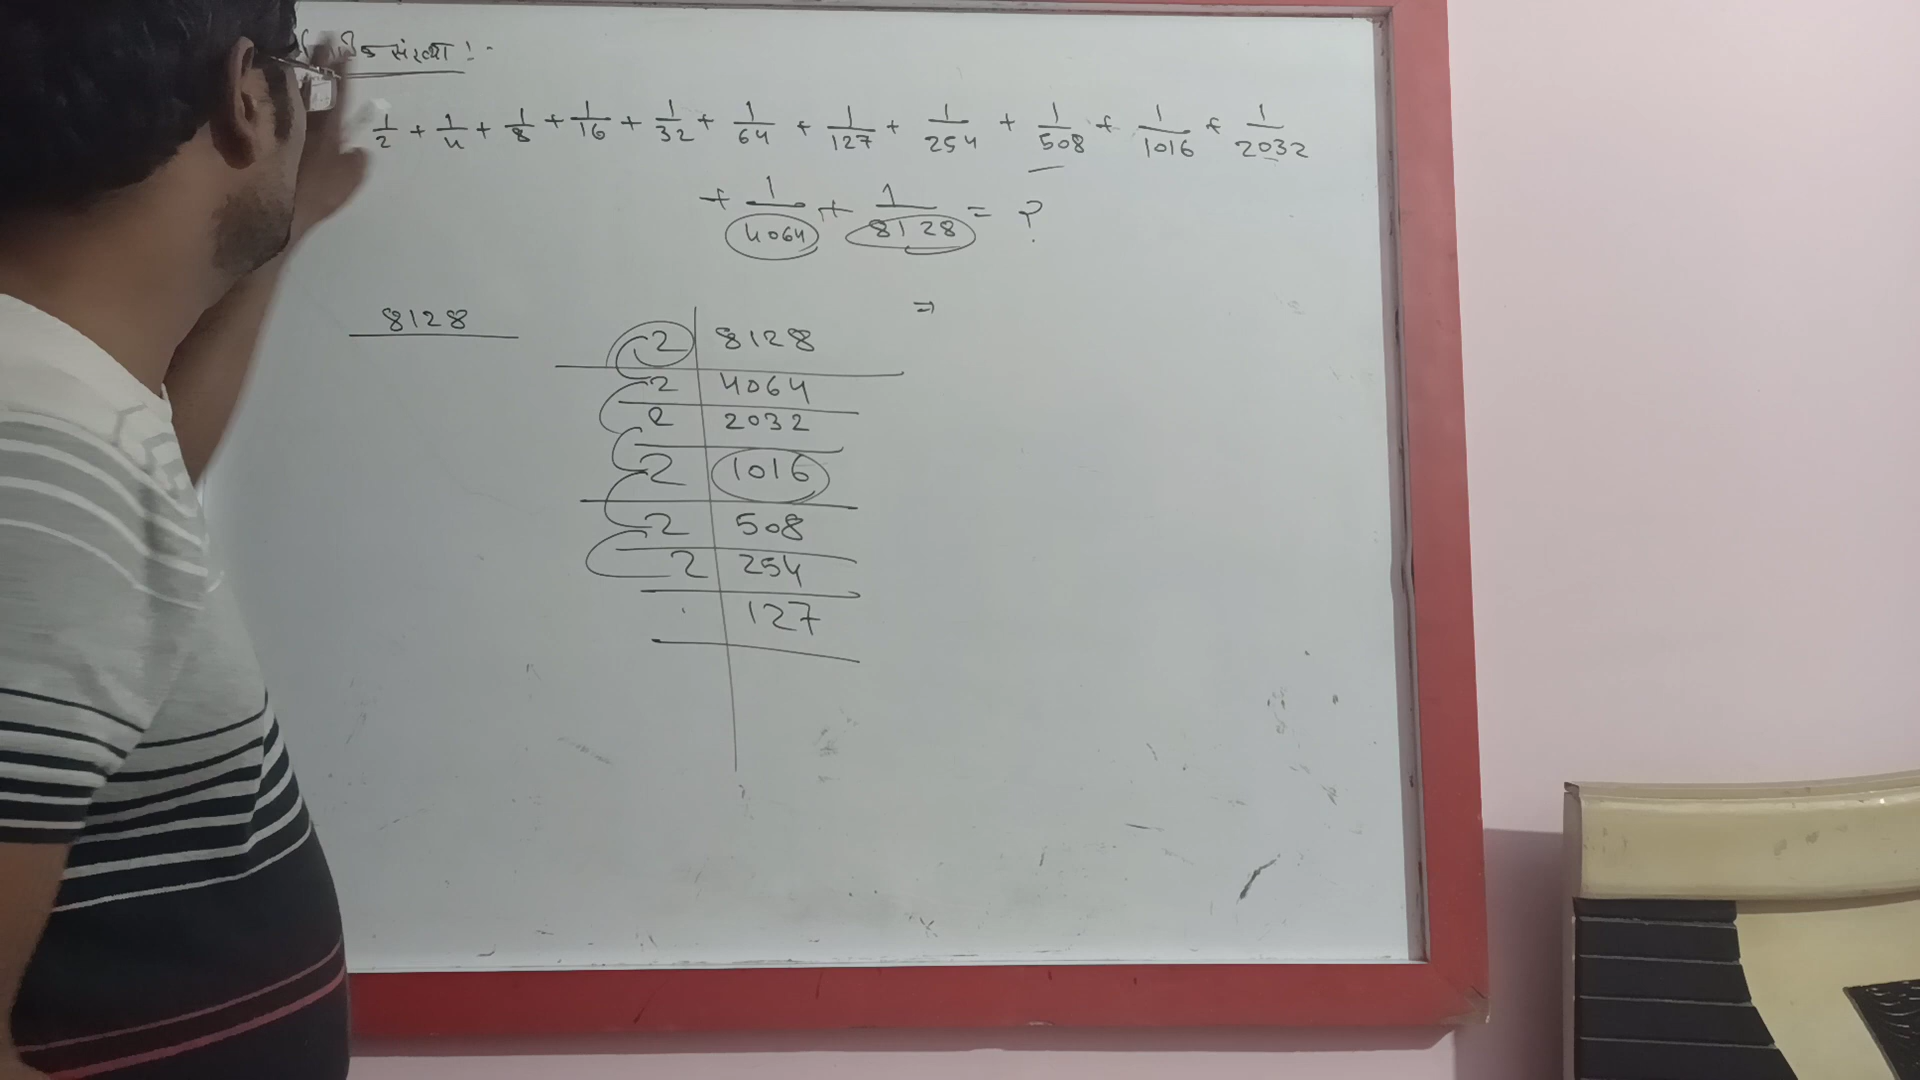 संख्या : -
1/2 + 1/4 + 1/8 + 1/16 + 1/32 + 1/64 + 1/127 + 1/254 + 1/508 + 1/1016 + 1/2032
+ 1/4064 + 1/8128 = ?
⇒
8128
2 | 8128
2 | 4064
2 | 2032
2 | 1016
2 | 508
2 | 254
127